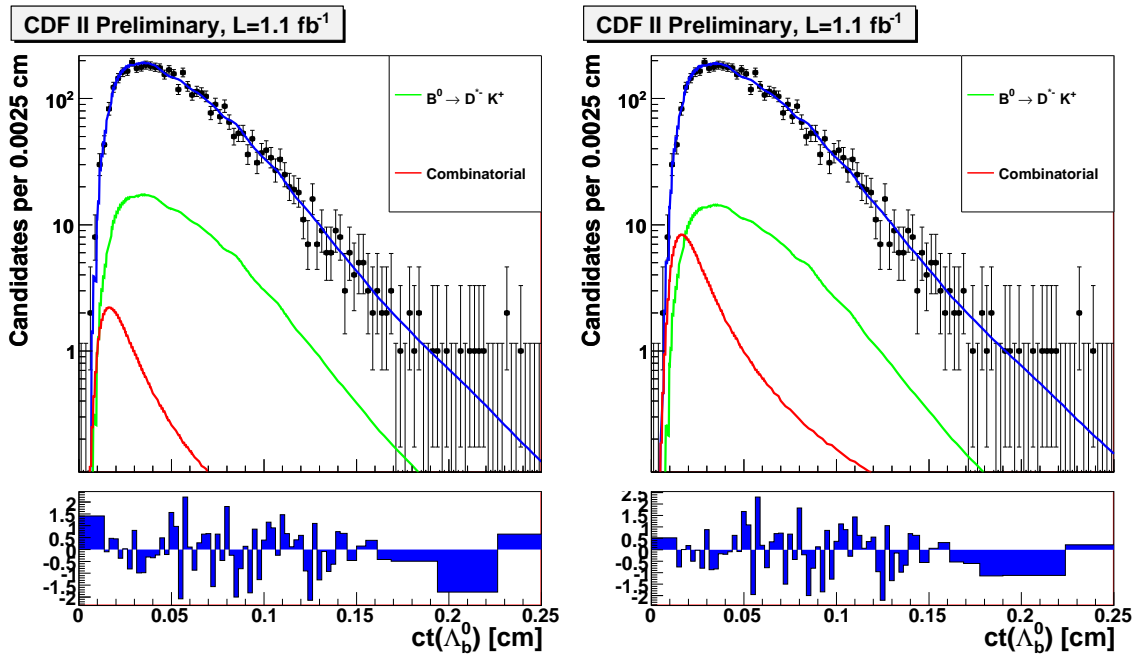 CDF II Preliminary, L=1.1 fb⁻¹
Candidates per 0.0025 cm
10²
10
1
B⁰ → D*⁻ K⁺
Combinatorial
2
1.5
1
0.5
0
-0.5
-1
-1.5
-2
0 0.05 0.1 0.15 0.2 0.25
ct(Λ_b⁰) [cm]
CDF II Preliminary, L=1.1 fb⁻¹
Candidates per 0.0025 cm
10²
10
1
B⁰ → D*⁻ K⁺
Combinatorial
2.5
2
1.5
1
0.5
0
-0.5
-1
-1.5
-2
0 0.05 0.1 0.15 0.2 0.25
ct(Λ_b⁰) [cm]